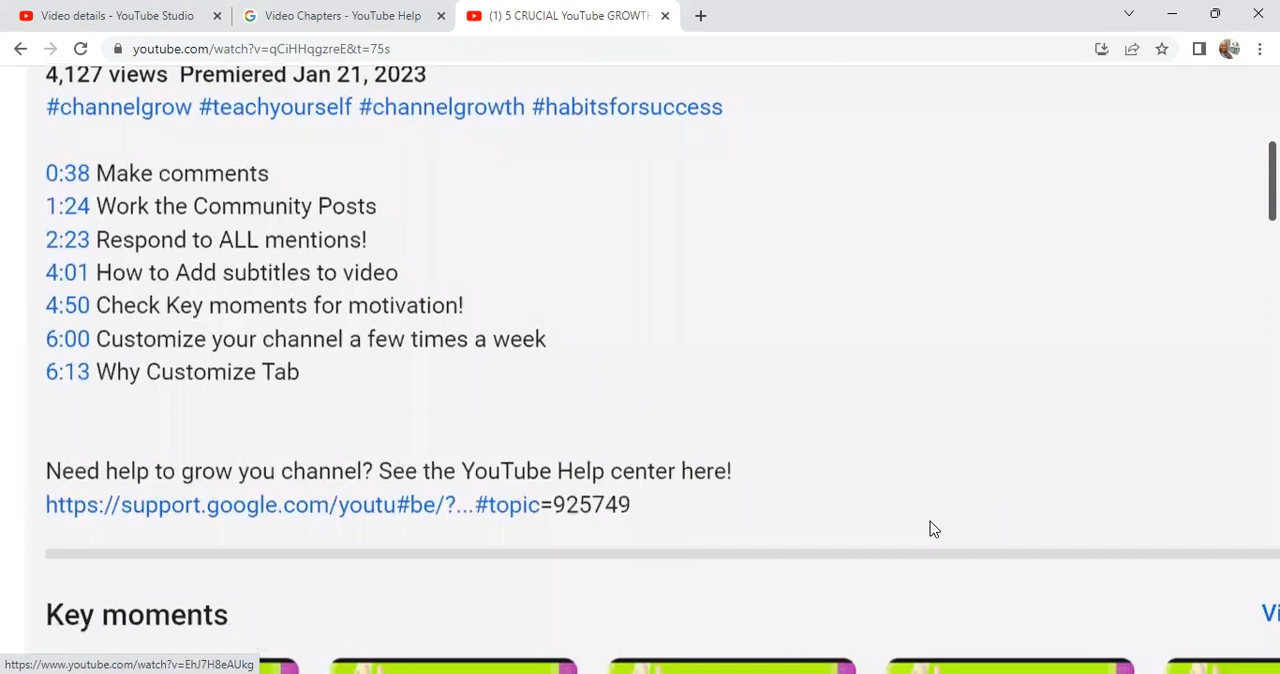 Video details - YouTube Studio
Video Chapters - YouTube Help
(1) 5 CRUCIAL YouTube GROWTH
youtube.com/watch?v=qCiHHqgzreE&t=75s
4,127 views Premiered Jan 21, 2023
#channelgrow #teachyourself #channelgrowth #habitsforsuccess
0:38 Make comments
1:24 Work the Community Posts
2:23 Respond to ALL mentions!
4:01 How to Add subtitles to video
4:50 Check Key moments for motivation!
6:00 Customize your channel a few times a week
6:13 Why Customize Tab
Need help to grow you channel? See the YouTube Help center here!
https://support.google.com/youtu#be/?...#topic=925749
Key moments
Vi
https://www.youtube.com/watch?v=EhJ7H8eAUkg